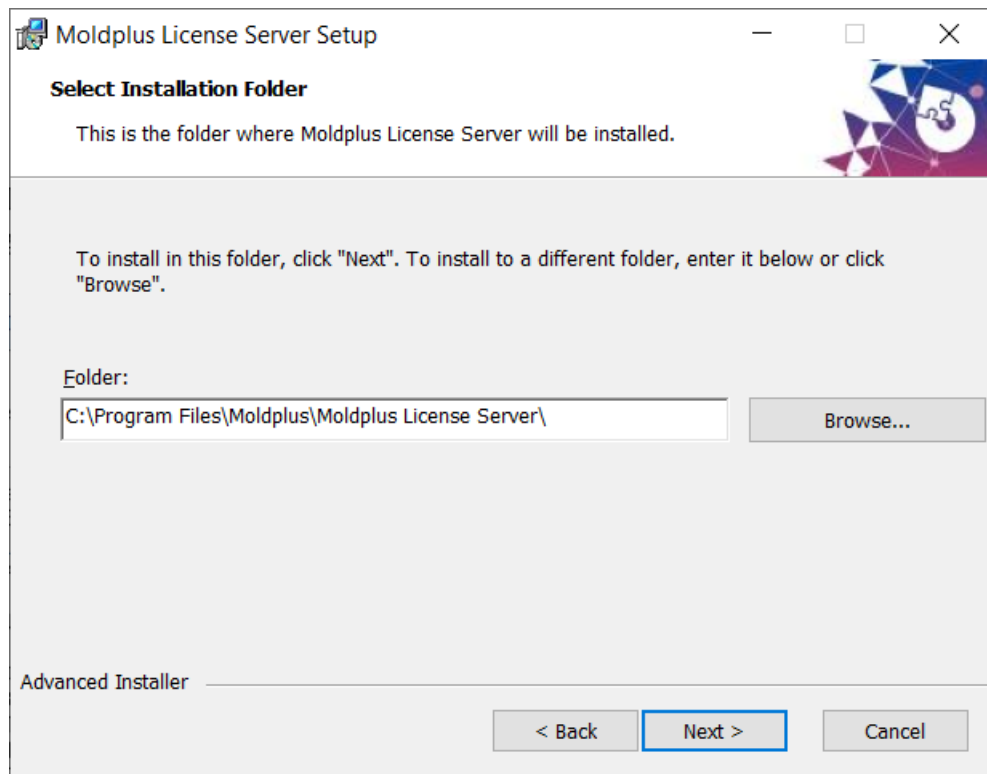 Moldplus License Server Setup
Select Installation Folder
This is the folder where Moldplus License Server will be installed.
To install in this folder, click "Next". To install to a different folder, enter it below or click
"Browse".
Folder:
C:\Program Files\Moldplus\Moldplus License Server\
Browse...
Advanced Installer
< Back
Next >
Cancel